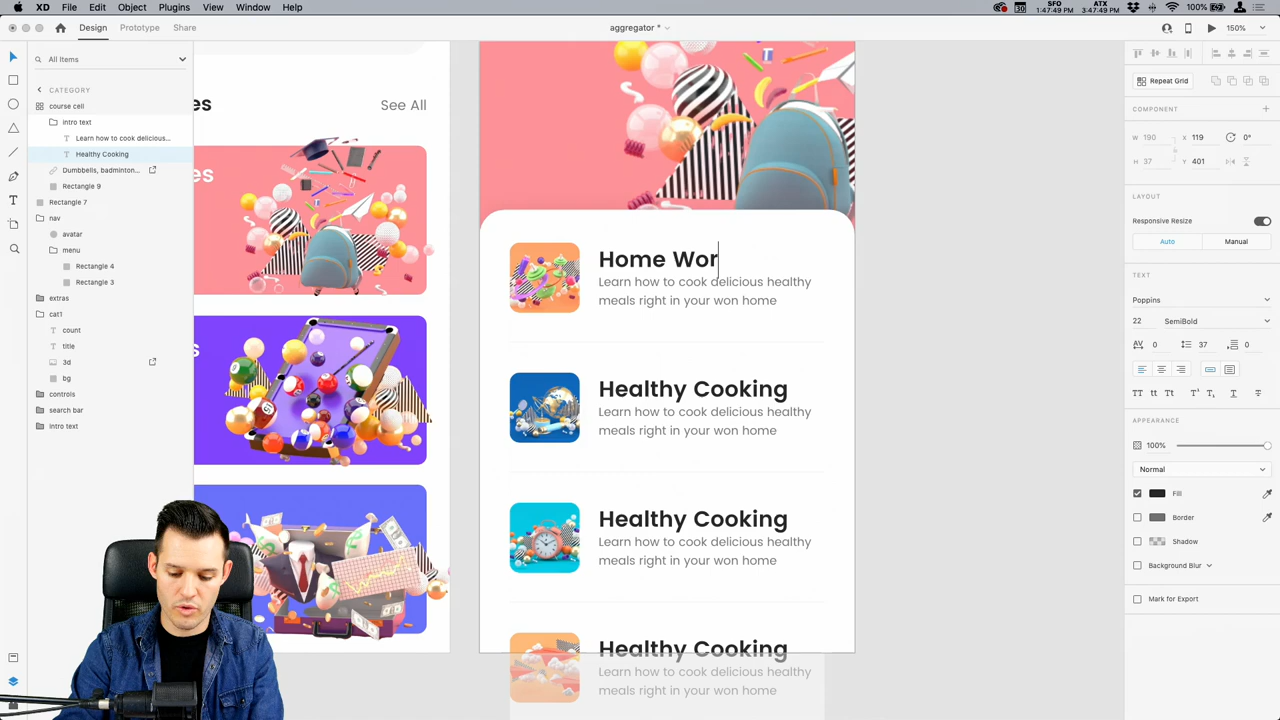 XD File Edit Object Plugins View Window Help
30
SFO
1:47:49 PM
ATX
3:47:49 PM
100%
Design Prototype Share
aggregator *
150%
All Items
CATEGORY
course cell
intro text
Learn how to cook delicious...
Healthy Cooking
Dumbbells, badminton...
Rectangle 9
Rectangle 7
nav
avatar
menu
Rectangle 4
Rectangle 3
extras
cat1
count
title
3d
bg
controls
search bar
intro text
es
See All
es
s
Home Wor
Learn how to cook delicious healthy
meals right in your won home
Healthy Cooking
Learn how to cook delicious healthy
meals right in your won home
Healthy Cooking
Learn how to cook delicious healthy
meals right in your won home
Healthy Cooking
Learn how to cook delicious healthy
meals right in your won home
Repeat Grid
COMPONENT
W 190 X 119 0°
H 37 Y 401
LAYOUT
Responsive Resize
Auto Manual
TEXT
Poppins
22 SemiBold
0 37 0
APPEARANCE
100%
Normal
Fill
Border
Shadow
Background Blur
Mark for Export